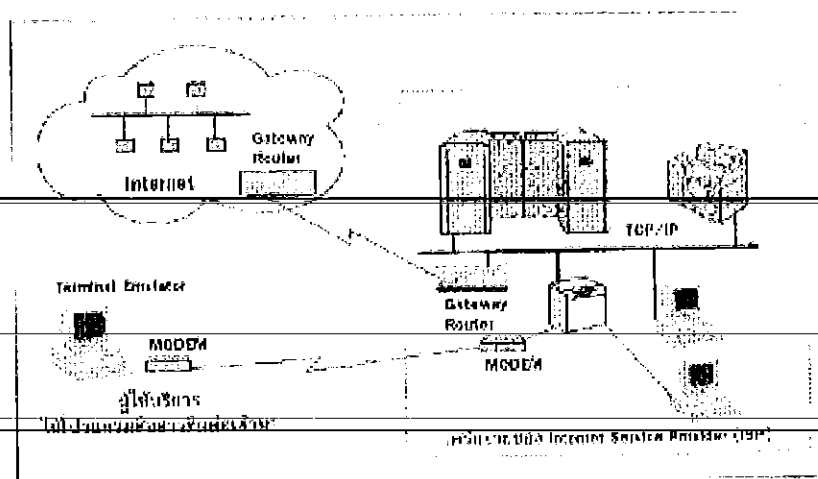 Gateway
Router
Internet
TCP/IP
Terminal Emulator
Gateway
Router
MODEM
MODEM
ผู้ใช้บริการ
Internet Service Provider (ISP)